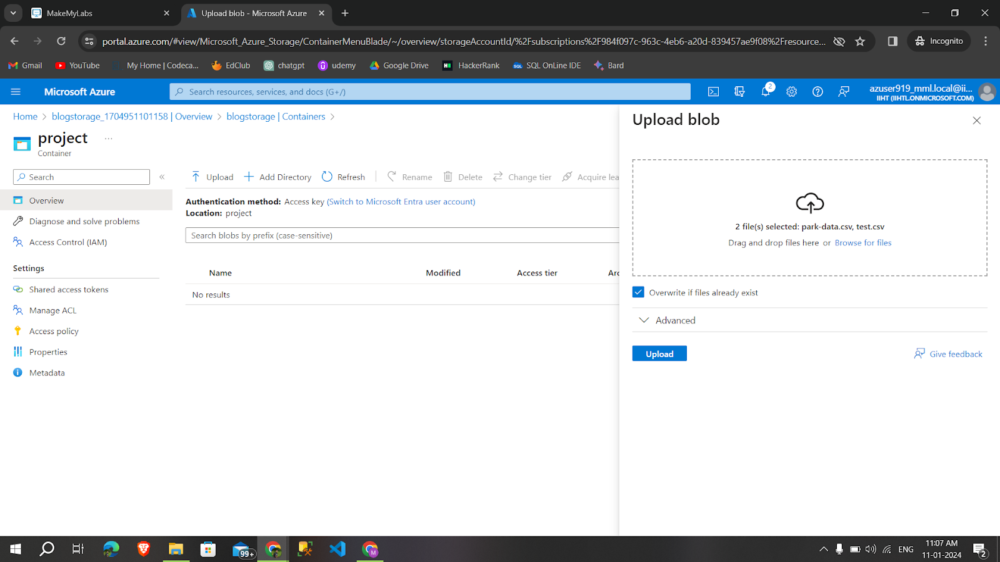 MakeMyLabs
Upload blob - Microsoft Azure
portal.azure.com/#view/Microsoft_Azure_Storage/ContainerMenuBlade/~/overview/storageAccountId/%2Fsubscriptions%2F984f097c-963c-4eb6-a20d-839457ae9f08%2Fresource...
Incognito
Gmail
YouTube
My Home | Codeca...
EdClub
chatgpt
udemy
Google Drive
HackerRank
SQL OnLine IDE
Bard
Microsoft Azure
Search resources, services, and docs (G+/)
2
azuser919_mml.local@ii...
IIHT (IIHTL.ONMICROSOFT.COM)
Home > blogstorage_1704951101158 | Overview > blogstorage | Containers >
project
...
Container
Search
«
Overview
Diagnose and solve problems
Access Control (IAM)
Settings
Shared access tokens
Manage ACL
Access policy
Properties
Metadata
Upload
Add Directory
Refresh
Rename
Delete
Change tier
Acquire lea
Authentication method: Access key (Switch to Microsoft Entra user account)
Location: project
Search blobs by prefix (case-sensitive)
Name
Modified
Access tier
Arc
No results
Upload blob
2 file(s) selected: park-data.csv, test.csv
Drag and drop files here or Browse for files
Overwrite if files already exist
Advanced
Upload
Give feedback
99+
M
ENG
11:07 AM
11-01-2024
2